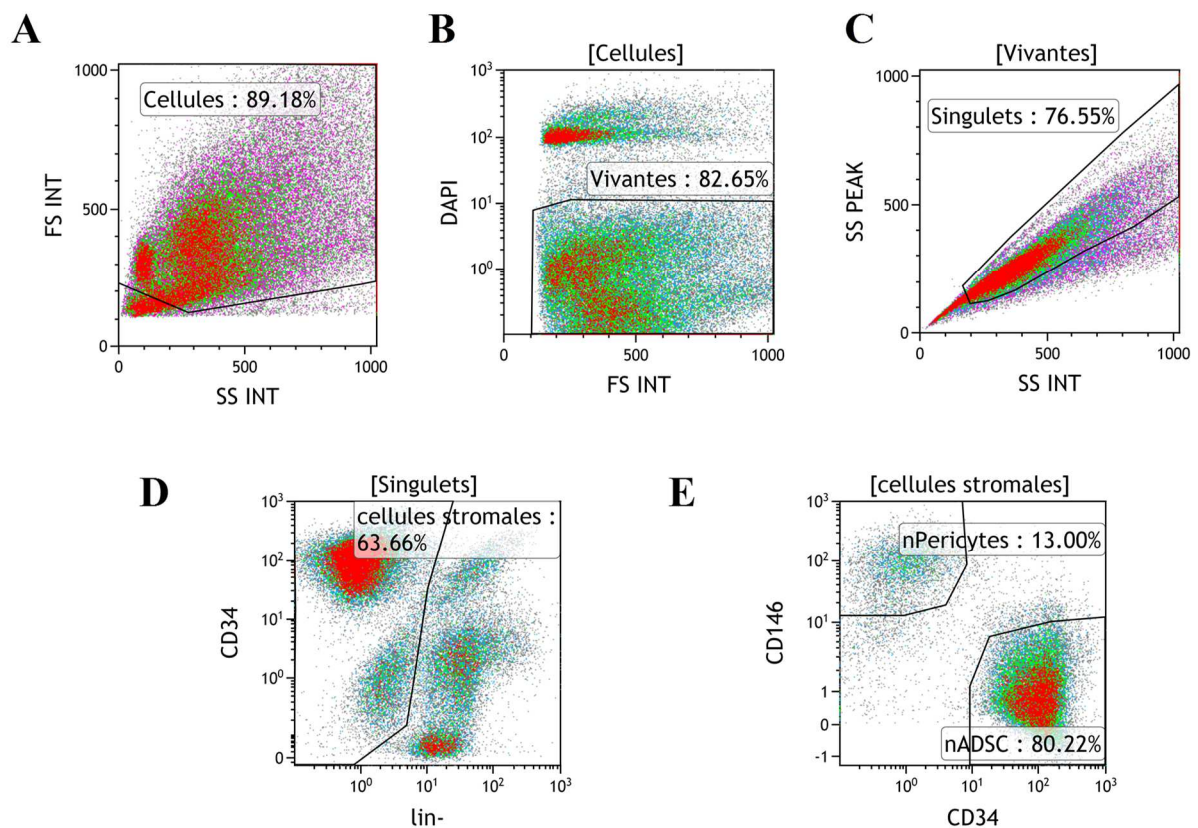 A
Cellules : 89.18%
FS INT
1000
500
0
0
500
1000
SS INT
B
[Cellules]
Vivantes : 82.65%
DAPI
10³
10²
10¹
10⁰
0
500
1000
FS INT
C
[Vivantes]
Singulets : 76.55%
SS PEAK
1000
500
0
0
500
1000
SS INT
D
[Singulets]
cellules stromales :
63.66%
CD34
10³
10²
10¹
10⁰
0
10⁰
10¹
10²
10³
lin-
E
[cellules stromales]
nPericytes : 13.00%
nADSC : 80.22%
CD146
10³
10²
10¹
1
0
-1
10⁰
10¹
10²
10³
CD34